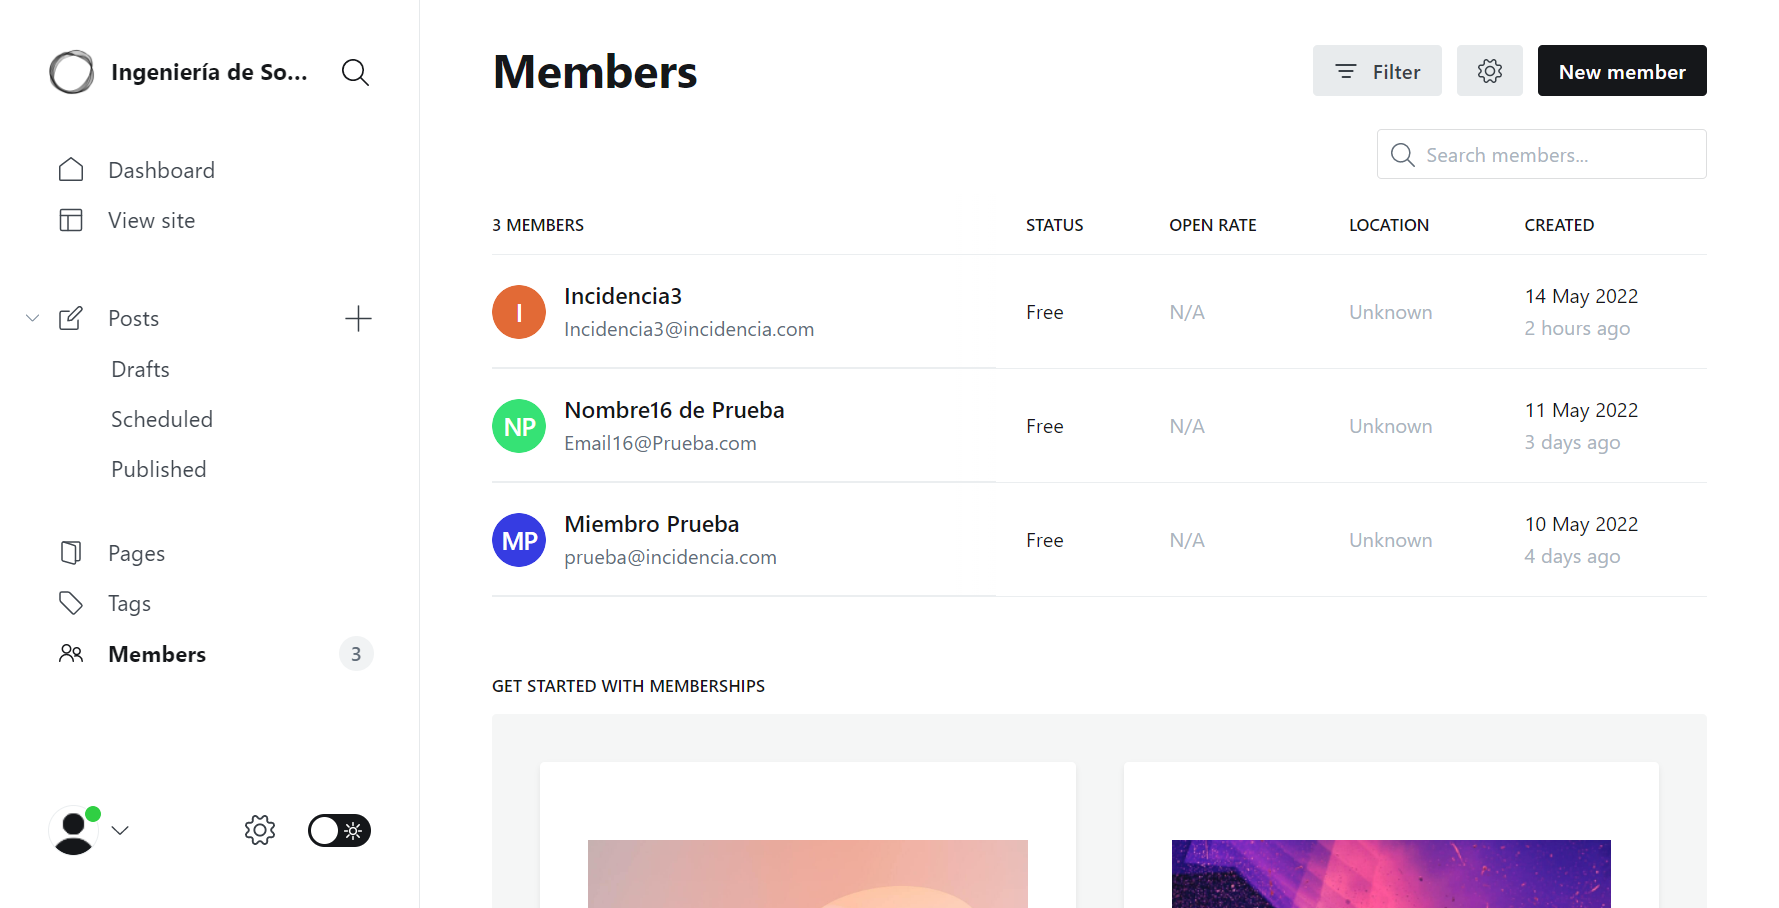 Ingeniería de So...
Dashboard
View site
Posts
Drafts
Scheduled
Published
Pages
Tags
Members 3
Members
Filter
New member
Search members...
3 MEMBERS STATUS OPEN RATE LOCATION CREATED
I Incidencia3 Free N/A Unknown 14 May 2022
Incidencia3@incidencia.com 2 hours ago
NP Nombre16 de Prueba Free N/A Unknown 11 May 2022
Email16@Prueba.com 3 days ago
MP Miembro Prueba Free N/A Unknown 10 May 2022
prueba@incidencia.com 4 days ago
GET STARTED WITH MEMBERSHIPS